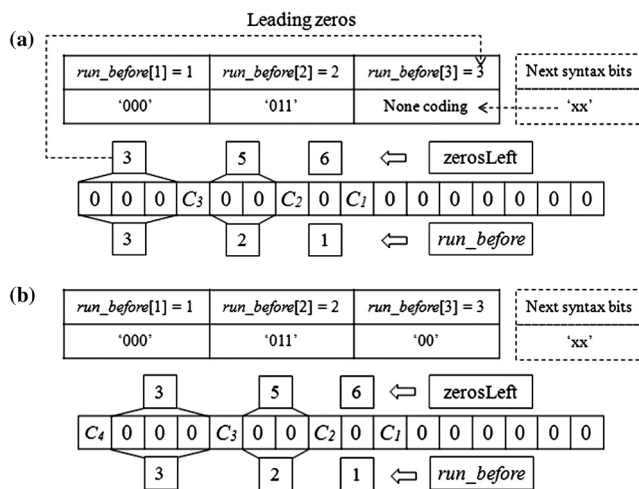 Leading zeros
(a)
run_before[1] = 1 run_before[2] = 2 run_before[3] = 3 Next syntax bits
‘000’ ‘011’ None coding ‘xx’
3 5 6 zerosLeft
0 0 0 C3 0 0 C2 0 C1 0 0 0 0 0 0 0
3 2 1 run_before
(b)
run_before[1] = 1 run_before[2] = 2 run_before[3] = 3 Next syntax bits
‘000’ ‘011’ ‘00’ ‘xx’
3 5 6 zerosLeft
C4 0 0 0 C3 0 0 C2 0 C1 0 0 0 0 0 0
3 2 1 run_before